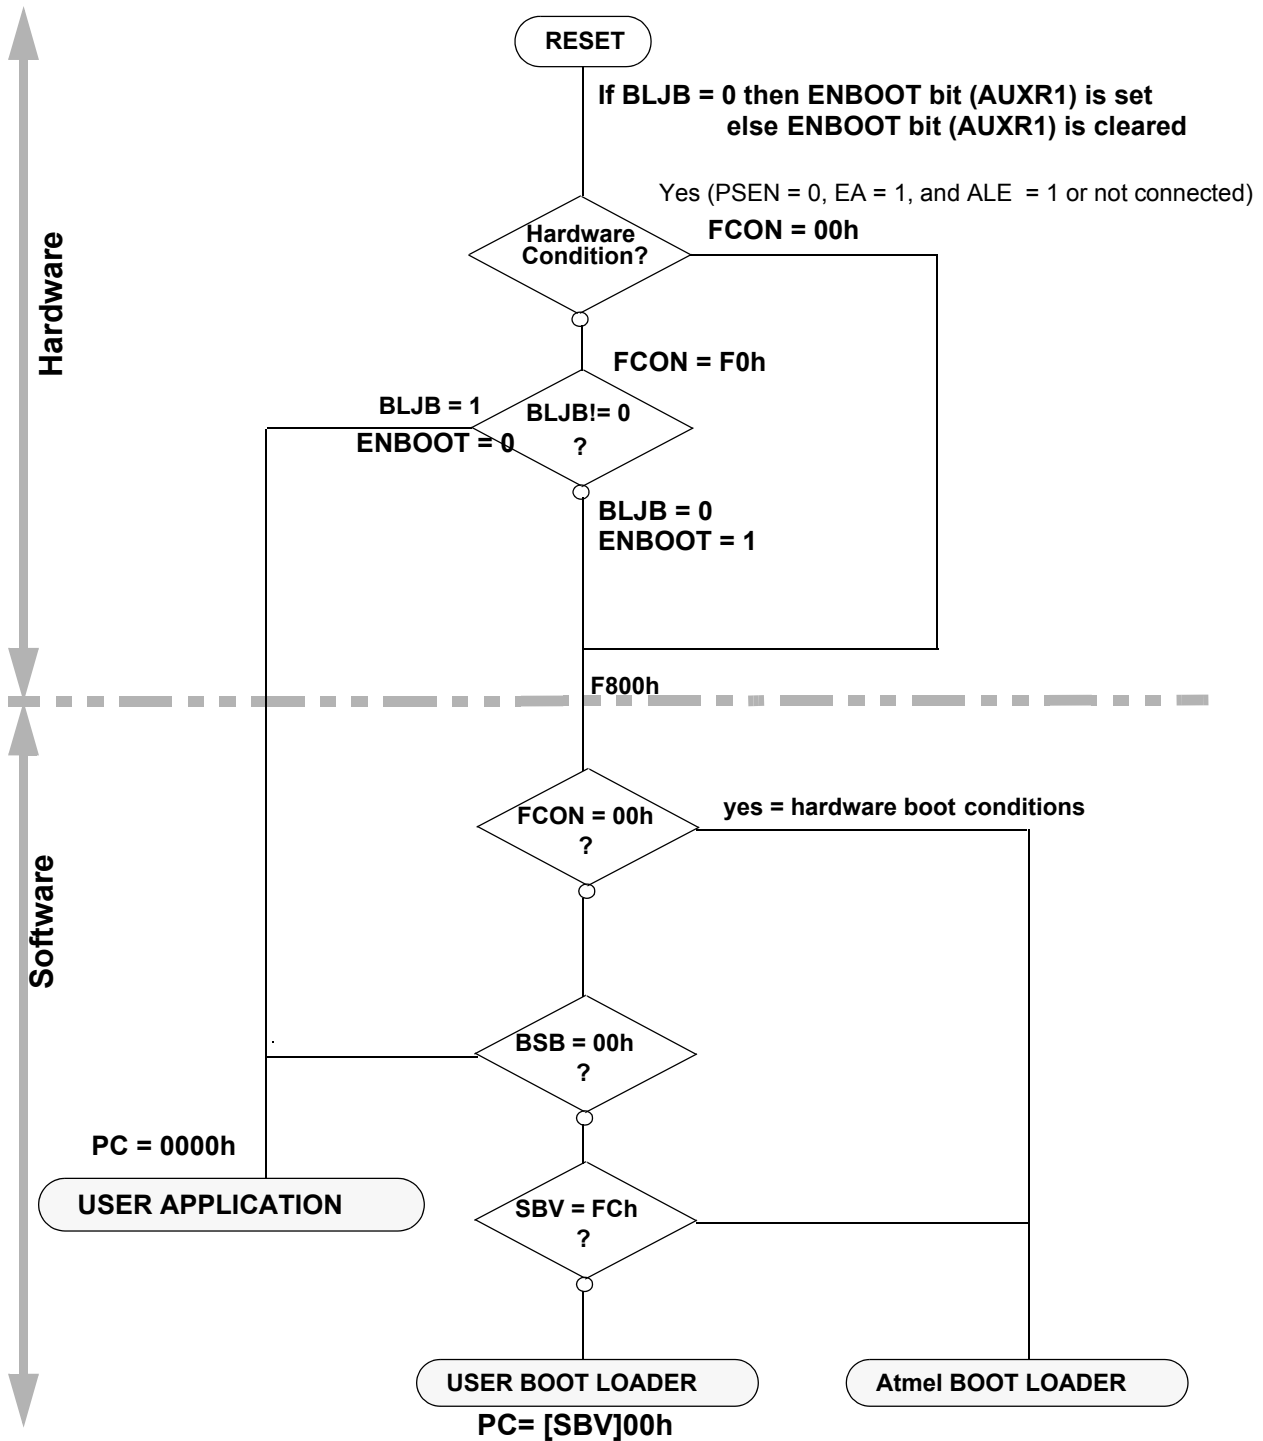 RESET
If BLJB = 0 then ENBOOT bit (AUXR1) is set
else ENBOOT bit (AUXR1) is cleared
Yes (PSEN = 0, EA = 1, and ALE = 1 or not connected)
FCON = 00h
Hardware
Condition?
Hardware
FCON = F0h
BLJB = 1
ENBOOT = 0
BLJB!= 0
?
BLJB = 0
ENBOOT = 1
F800h
FCON = 00h
?
yes = hardware boot conditions
Software
BSB = 00h
?
PC = 0000h
USER APPLICATION
SBV = FCh
?
USER BOOT LOADER
PC= [SBV]00h
Atmel BOOT LOADER